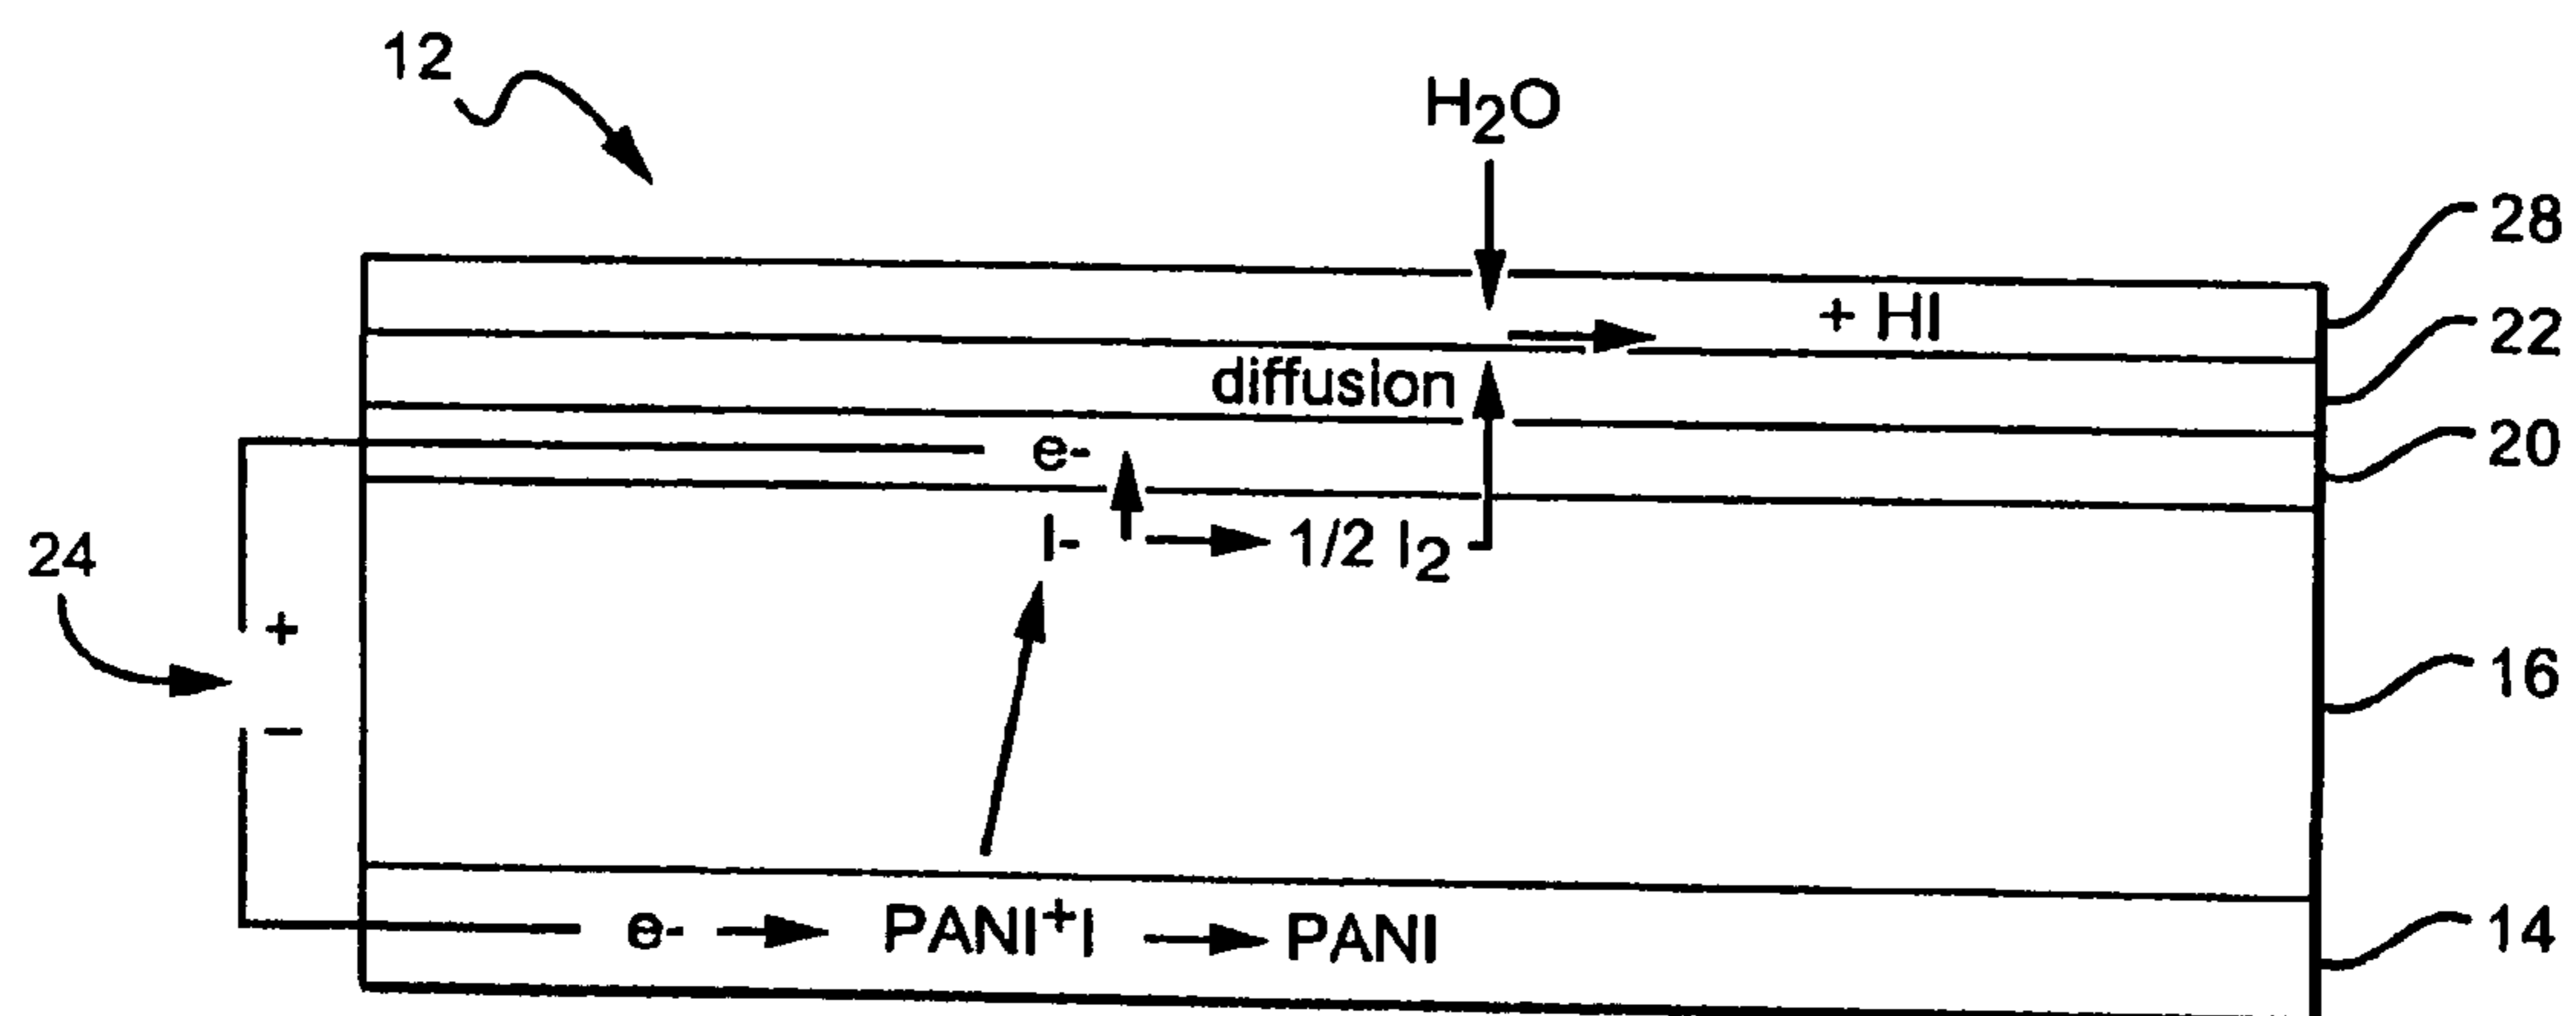 12
H2O
28
+ HI
22
diffusion
20
e-
I- 1/2 I2
24
+
16
–
e- PANI+I PANI
14